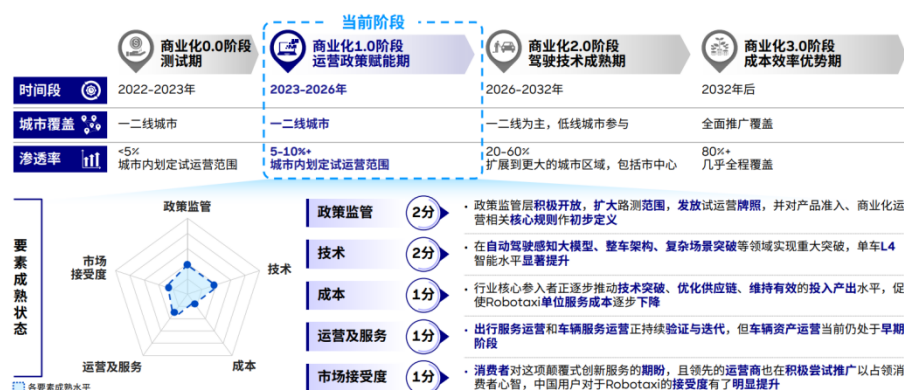 当前阶段
商业化0.0阶段
测试期
商业化1.0阶段
运营政策赋能期
商业化2.0阶段
驾驶技术成熟期
商业化3.0阶段
成本效率优势期
时间段
2022-2023年
2023-2026年
2026-2032年
2032年后
城市覆盖
一二线城市
一二线城市
一二线为主，低线城市参与
全面推广覆盖
渗透率
<5%
城市内划定试运营范围
5-10%+
城市内划定试运营范围
20-60%
扩展到更大的城市区域，包括市中心
80%+
几乎全程覆盖
要素成熟状态
政策监管
技术
成本
运营及服务
市场
接受度
各要素成熟水平
政策监管
2分
• 政策监管层积极开放，扩大路测范围，发放试运营牌照，并对产品准入、商业化运
营相关核心规则作初步定义
技术
2分
• 在自动驾驶感知大模型、整车架构、复杂场景突破等领域实现重大突破，单车L4
智能水平显著提升
成本
1分
• 行业核心参入者正逐步推动技术突破、优化供应链、维持有效的投入产出水平，促
使Robotaxi单位服务成本逐步下降
运营及服务
1分
• 出行服务运营和车辆服务运营正持续验证与迭代，但车辆资产运营当前仍处于早期
阶段
市场接受度
1分
• 消费者对这项颠覆式创新服务的期盼，且领先的运营商也在积极尝试推广以占领消
费者心智，中国用户对于Robotaxi的接受度有了明显提升